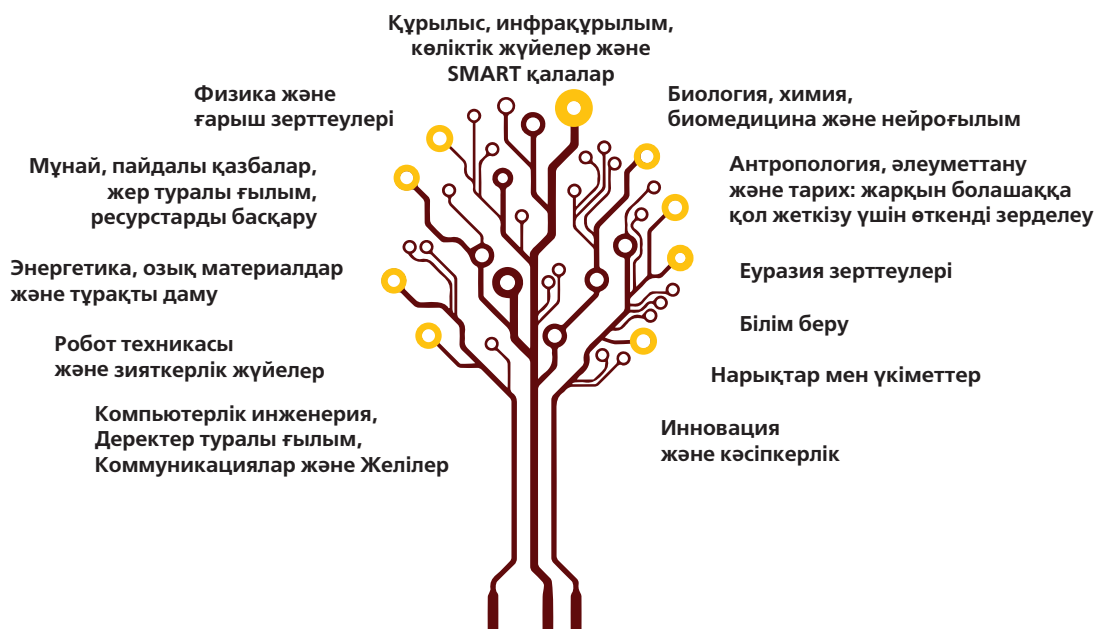 Құрылыс, инфрақұрылым,
көліктік жүйелер және
SMART қалалар
Физика және
ғарыш зерттеулері
Мұнай, пайдалы қазбалар,
жер туралы ғылым,
ресурстарды басқару
Энергетика, озық материалдар
және тұрақты даму
Робот техникасы
және зияткерлік жүйелер
Компьютерлік инженерия,
Деректер туралы ғылым,
Коммуникациялар және Желілер
Биология, химия,
биомедицина және нейроғылым
Антропология, әлеуметтану
және тарих: жарқын болашаққа
қол жеткізу үшін өткенді зерделеу
Еуразия зерттеулері
Білім беру
Нарықтар мен үкіметтер
Инновация
және кәсіпкерлік